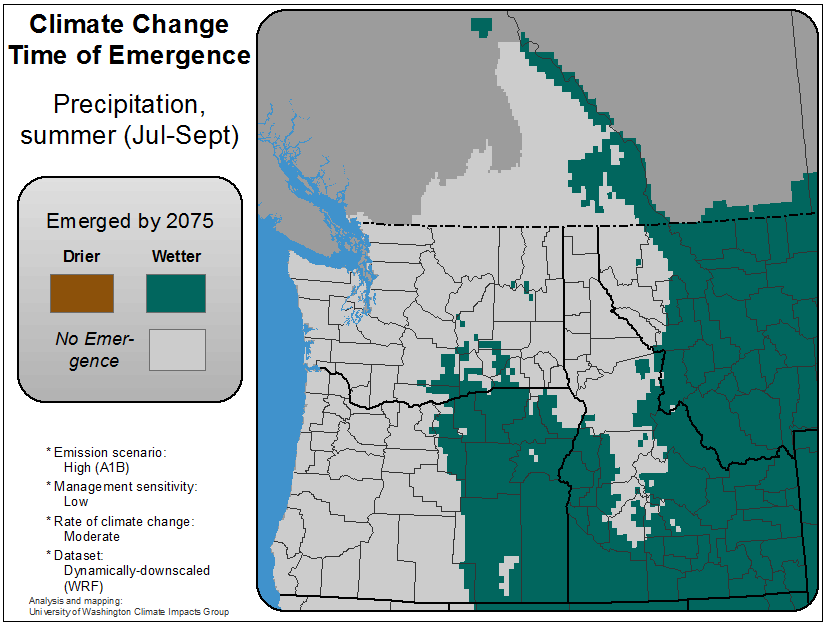 Climate Change
Time of Emergence
Precipitation,
summer (Jul-Sept)
Emerged by 2075
Drier Wetter
No Emer-
gence
* Emission scenario:
High (A1B)
* Management sensitivity:
Low
* Rate of climate change:
Moderate
* Dataset:
Dynamically-downscaled
(WRF)
Analysis and mapping:
University of Washington Climate Impacts Group